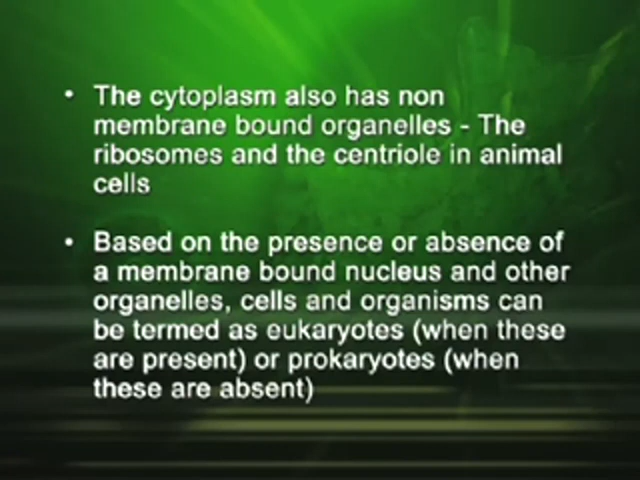 • The cytoplasm also has non
membrane bound organelles - The
ribosomes and the centriole in animal
cells
• Based on the presence or absence of
a membrane bound nucleus and other
organelles, cells and organisms can
be termed as eukaryotes (when these
are present) or prokaryotes (when
these are absent)